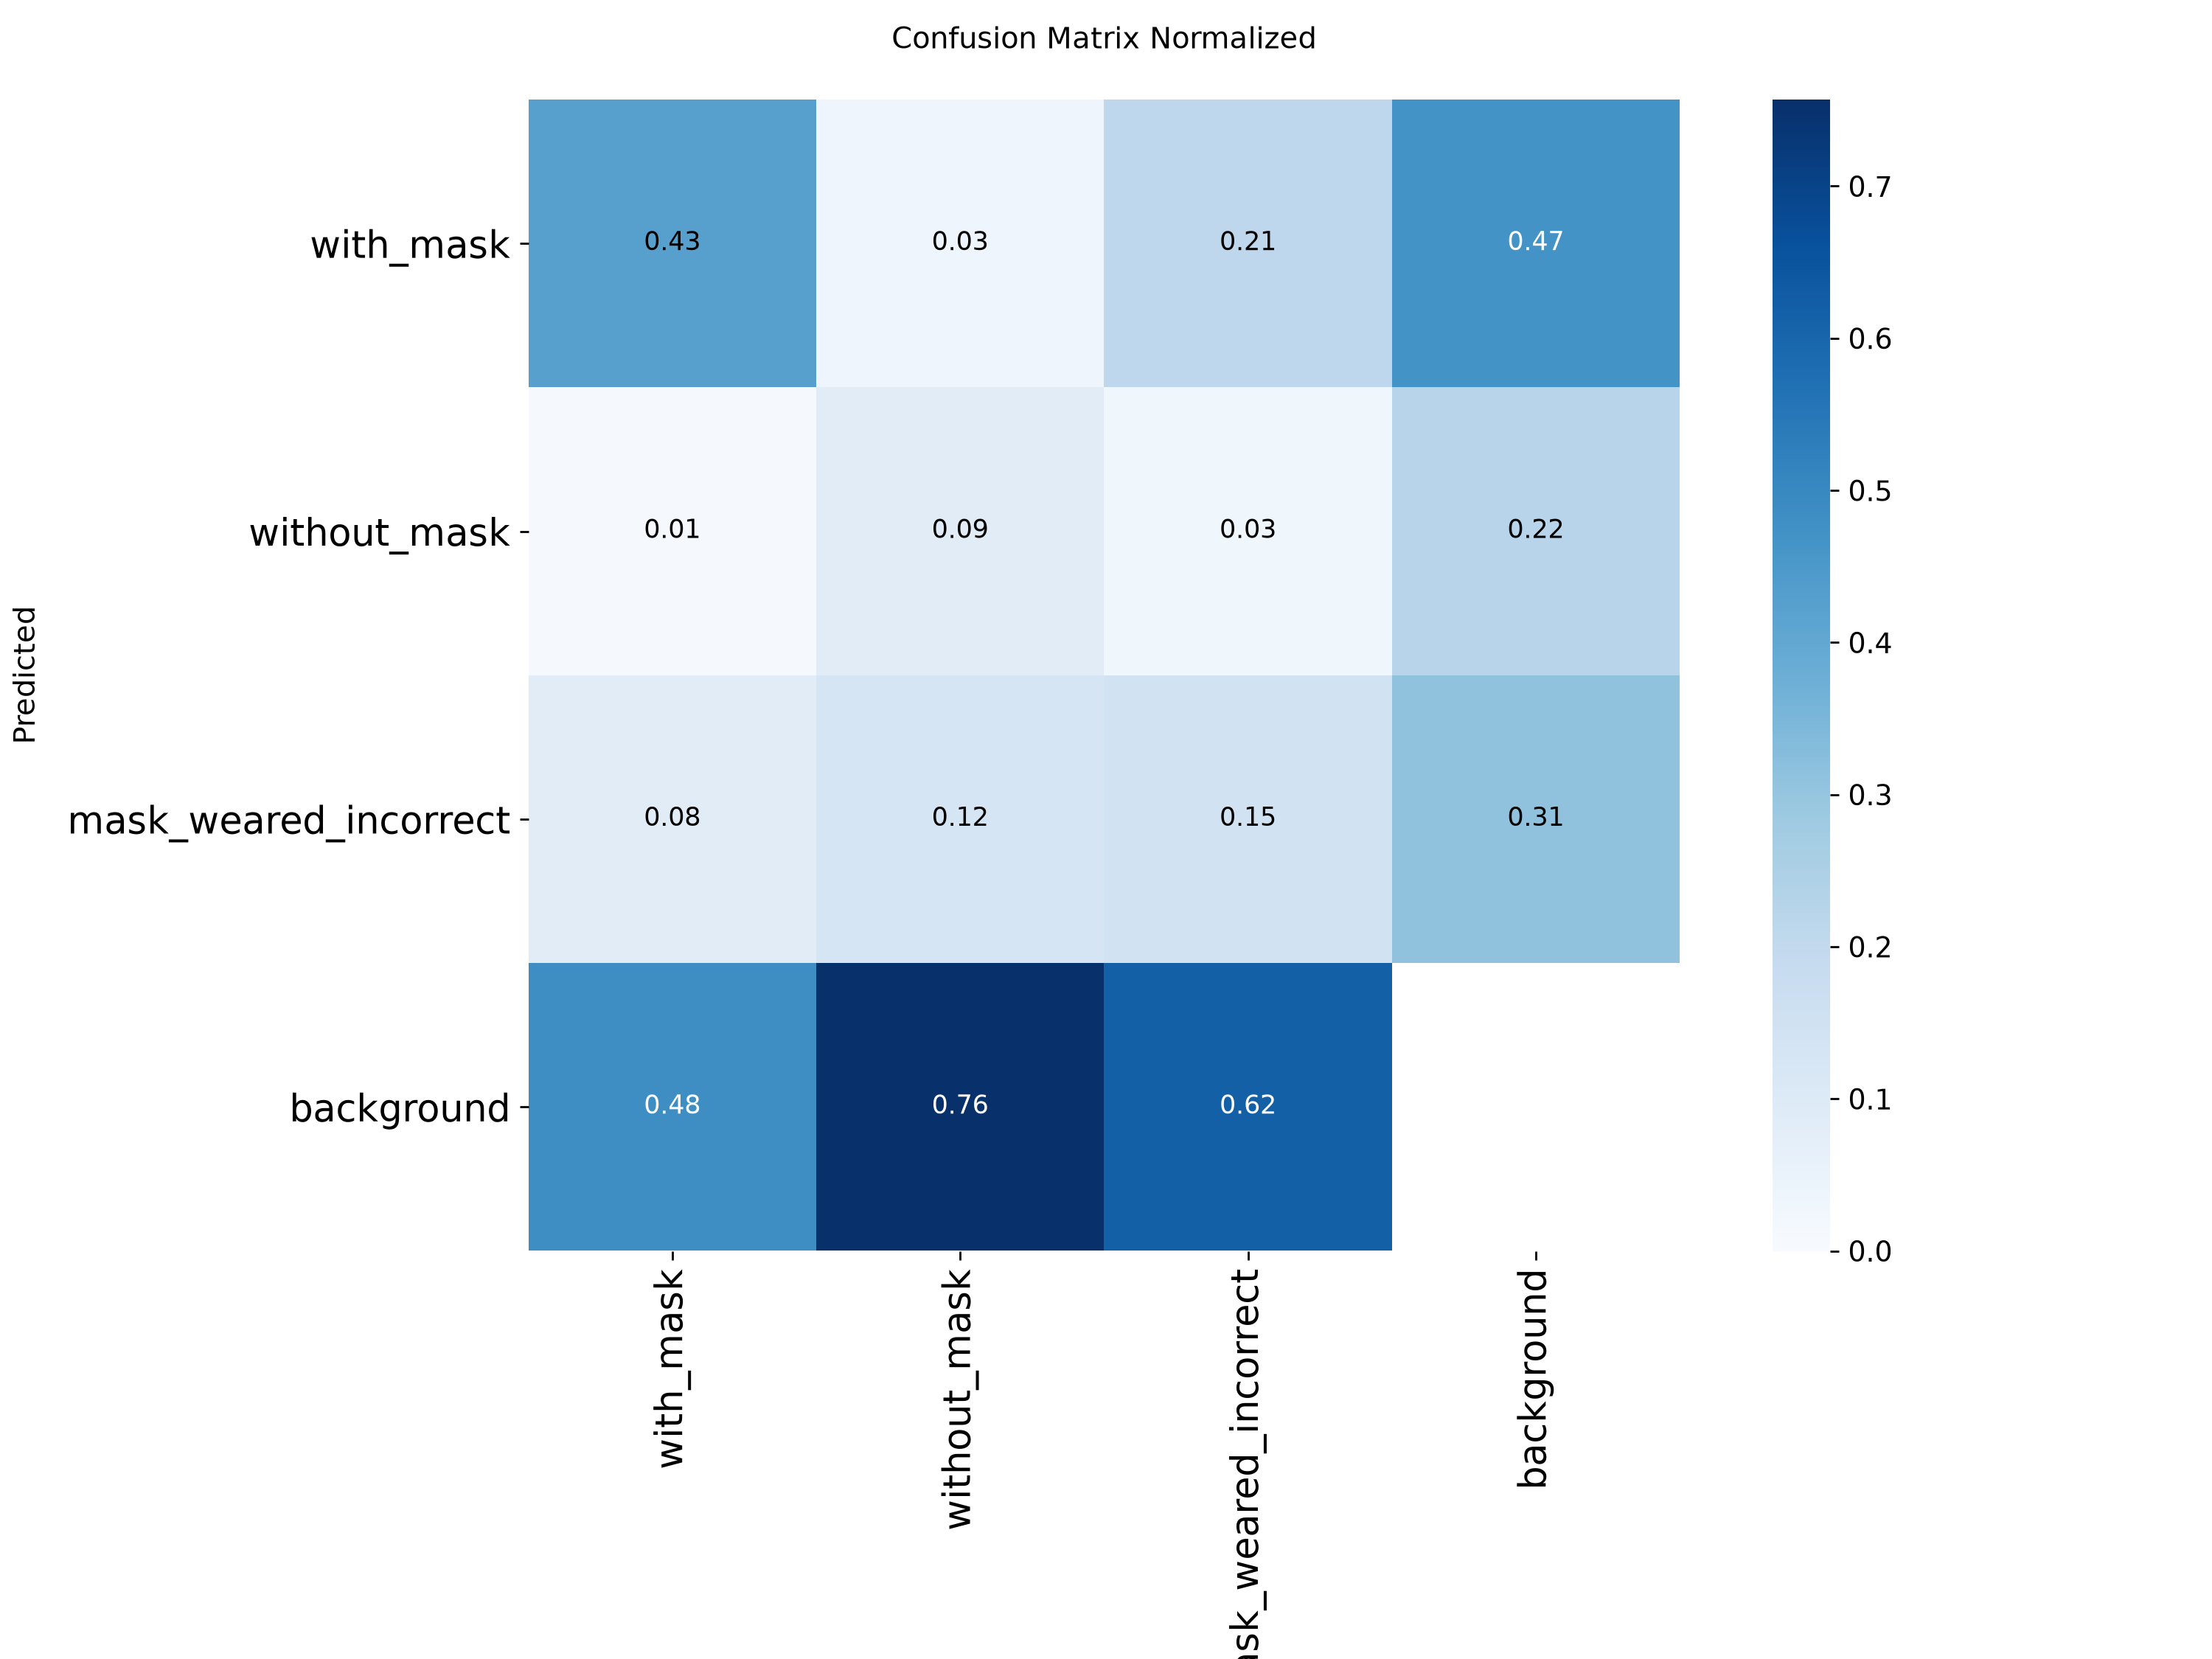 Confusion Matrix Normalized
with_mask 0.43 0.03 0.21 0.47
without_mask 0.01 0.09 0.03 0.22
mask_weared_incorrect 0.08 0.12 0.15 0.31
background 0.48 0.76 0.62
Predicted
with_mask
without_mask
ask_weared_incorrect
background
0.7
0.6
0.5
0.4
0.3
0.2
0.1
0.0